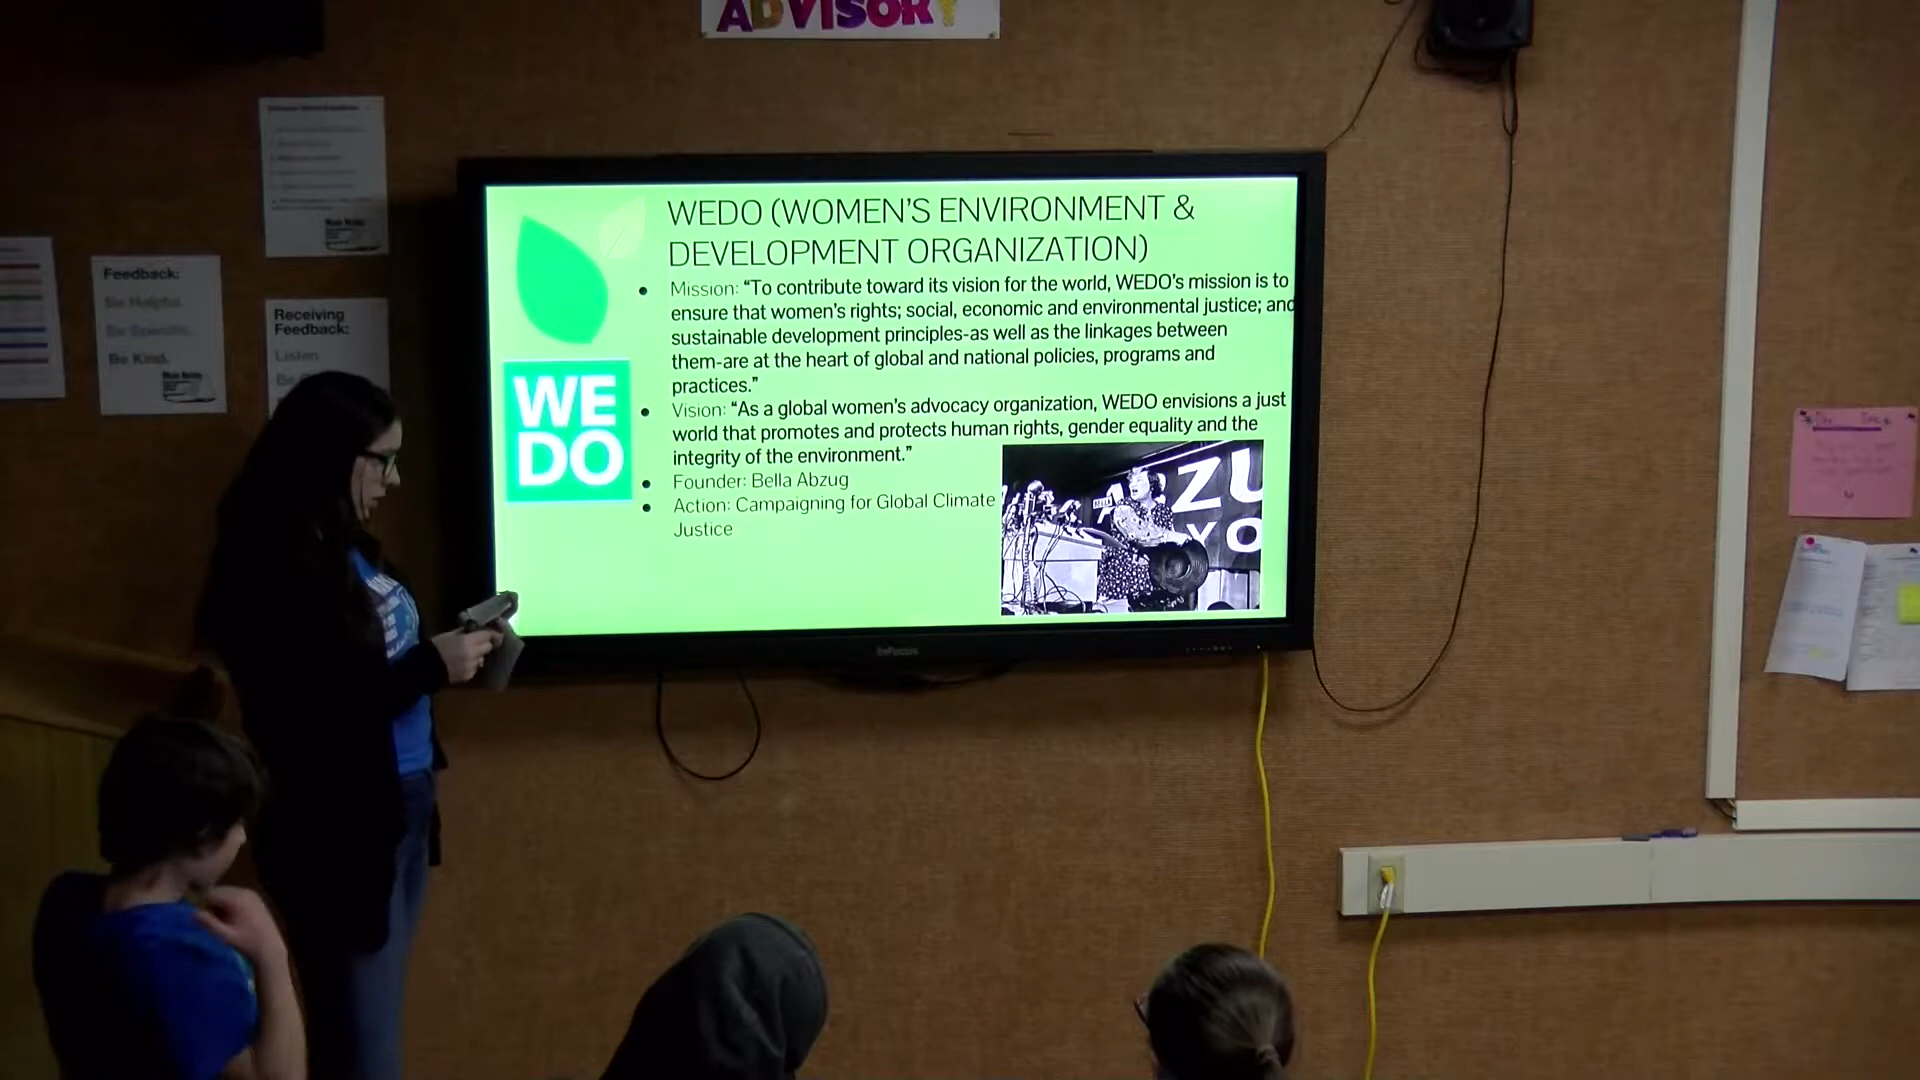 ADVISORY
Feedback:
Be Helpful.
Be Specific.
Be Kind.
Receiving
Feedback:
Listen
WEDO (WOMEN'S ENVIRONMENT &
DEVELOPMENT ORGANIZATION)
• Mission: “To contribute toward its vision for the world, WEDO's mission is to
ensure that women's rights; social, economic and environmental justice; and
sustainable development principles-as well as the linkages between
them-are at the heart of global and national policies, programs and
practices.”
• Vision: “As a global women's advocacy organization, WEDO envisions a just
world that promotes and protects human rights, gender equality and the
integrity of the environment.”
• Founder: Bella Abzug
• Action: Campaigning for Global Climate
Justice
WE
DO
ABZU
YO
InFocus